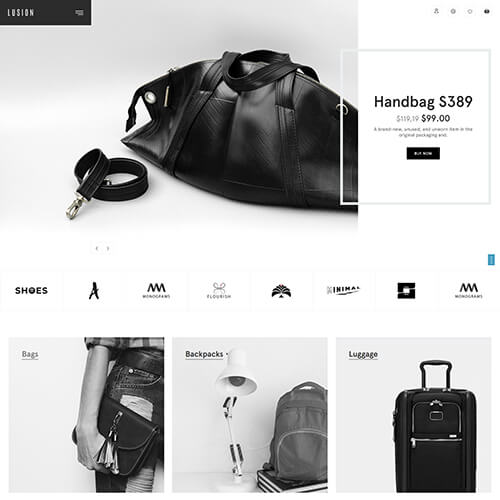 LUSION
Handbag S389
$119,19 $99.00
A brand-new, unused, and unworn item in the
original packaging and.
BUY NOW
SHOES
A
MONOGRAMS
FLOURISH
MINIMAL
S
MONOGRAMS
Bags
Backpacks
Luggage